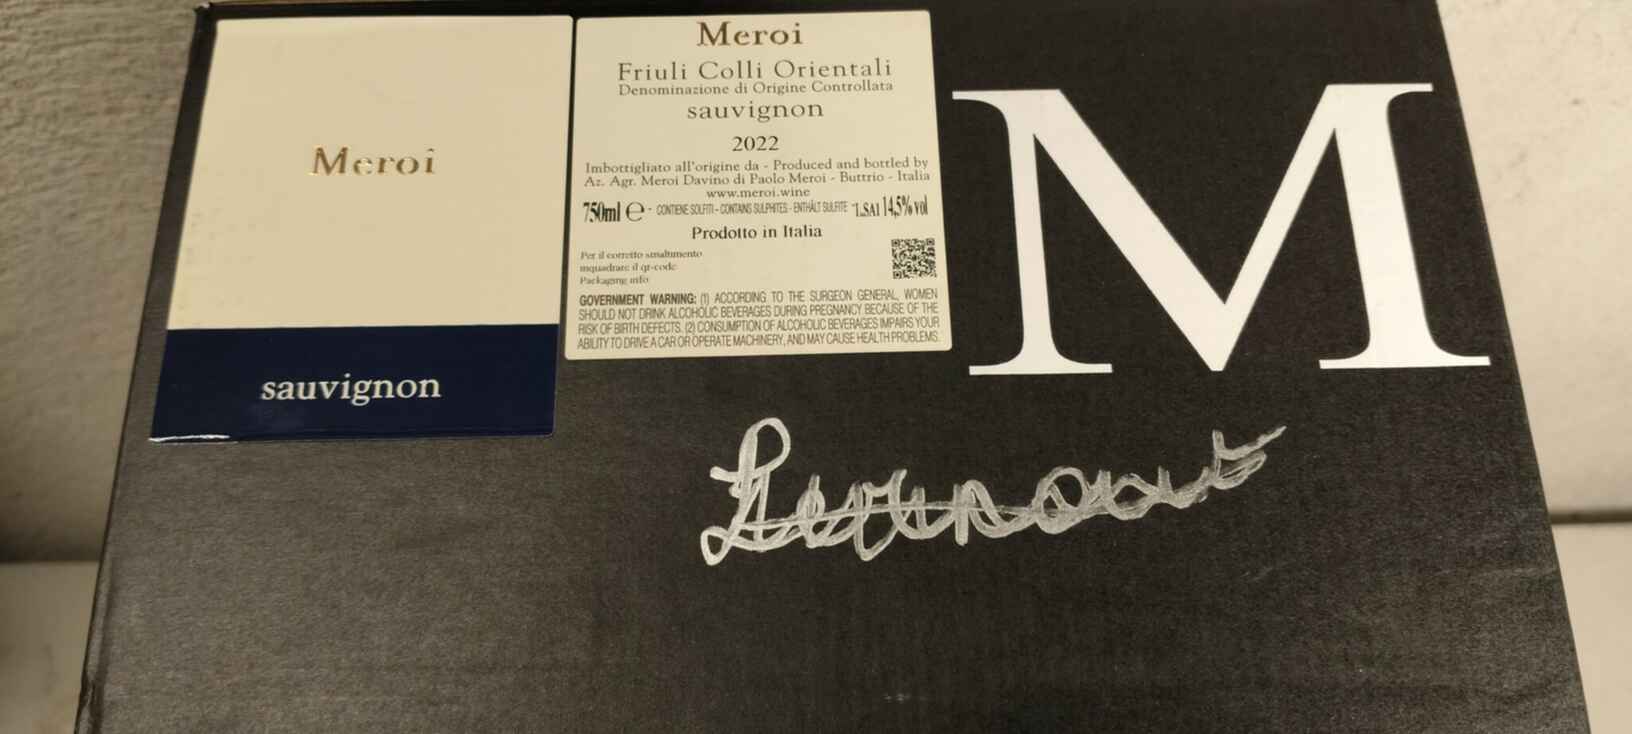 Meroi
sauvignon
Meroi
Friuli Colli Orientali
Denominazione di Origine Controllata
sauvignon
2022
Imbottigliato all'origine da - Produced and bottled by
Az. Agr. Meroi Davino di Paolo Meroi - Buttrio - Italia
www.meroi.wine
750ml ℮ - CONTIENE SOLFITI - CONTAINS SULPHITES - ENTHÄLT SULFITE - L.SA1 14,5% vol
Prodotto in Italia
Per il corretto smaltimento
inquadrare il qr-code
Packaging info
GOVERNMENT WARNING: (1) ACCORDING TO THE SURGEON GENERAL, WOMEN
SHOULD NOT DRINK ALCOHOLIC BEVERAGES DURING PREGNANCY BECAUSE OF THE
RISK OF BIRTH DEFECTS. (2) CONSUMPTION OF ALCOHOLIC BEVERAGES IMPAIRS YOUR
ABILITY TO DRIVE A CAR OR OPERATE MACHINERY, AND MAY CAUSE HEALTH PROBLEMS.
M